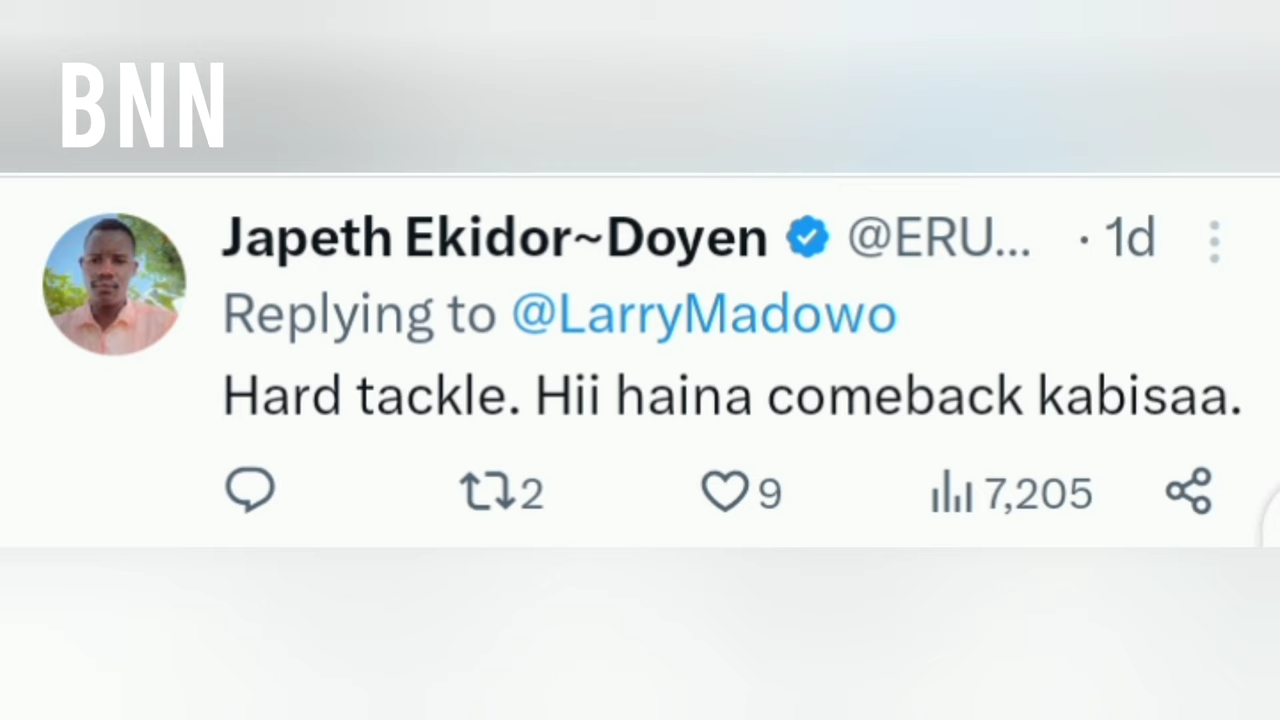 BNN
Japeth Ekidor~Doyen @ERU... · 1d
Replying to @LarryMadowo
Hard tackle. Hii haina comeback kabisaa.
2 9 7,205